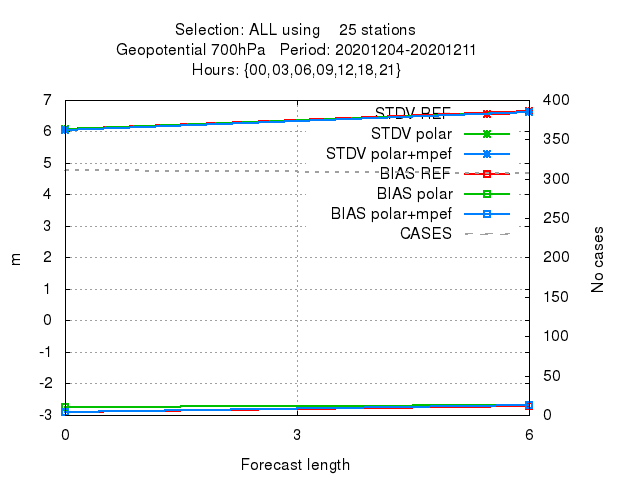 Selection: ALL using    25 stations
Geopotential 700hPa   Period: 20201204-20201211
Hours: {00,03,06,09,12,18,21}
7
6
5
4
3
2
1
0
-1
-2
-3
m
STDV REF
STDV polar
STDV polar+mpef
BIAS REF
BIAS polar
BIAS polar+mpef
CASES
400
350
300
250
200
150
100
50
0
No cases
0 3 6
Forecast length